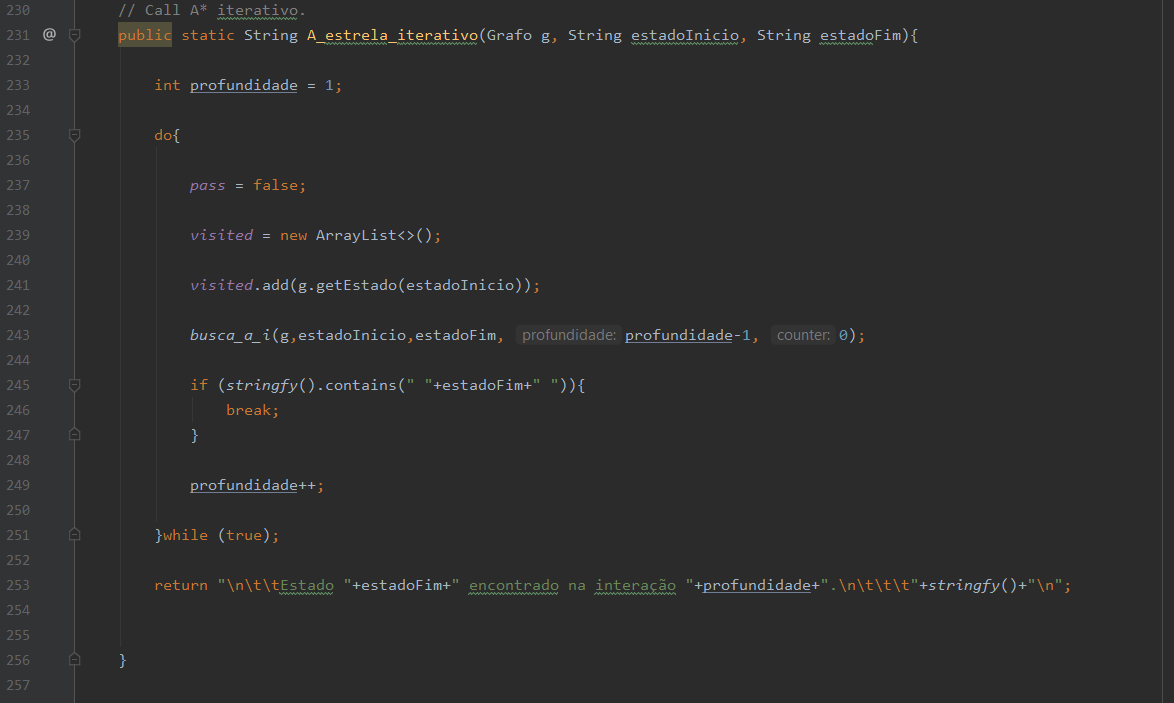 230 // Call A* iterativo.
231 @ public static String A_estrela_iterativo(Grafo g, String estadoInicio, String estadoFim){
232
233 int profundidade = 1;
234
235 do{
236
237 pass = false;
238
239 visited = new ArrayList<>();
240
241 visited.add(g.getEstado(estadoInicio));
242
243 busca_a_i(g,estadoInicio,estadoFim, profundidade: profundidade-1, counter: 0);
244
245 if (stringfy().contains(" "+estadoFim+" ")){
246 break;
247 }
248
249 profundidade++;
250
251 }while (true);
252
253 return "\n\t\tEstado "+estadoFim+" encontrado na interação "+profundidade+".\n\t\t\t"+stringfy()+"\n";
254
255
256 }
257